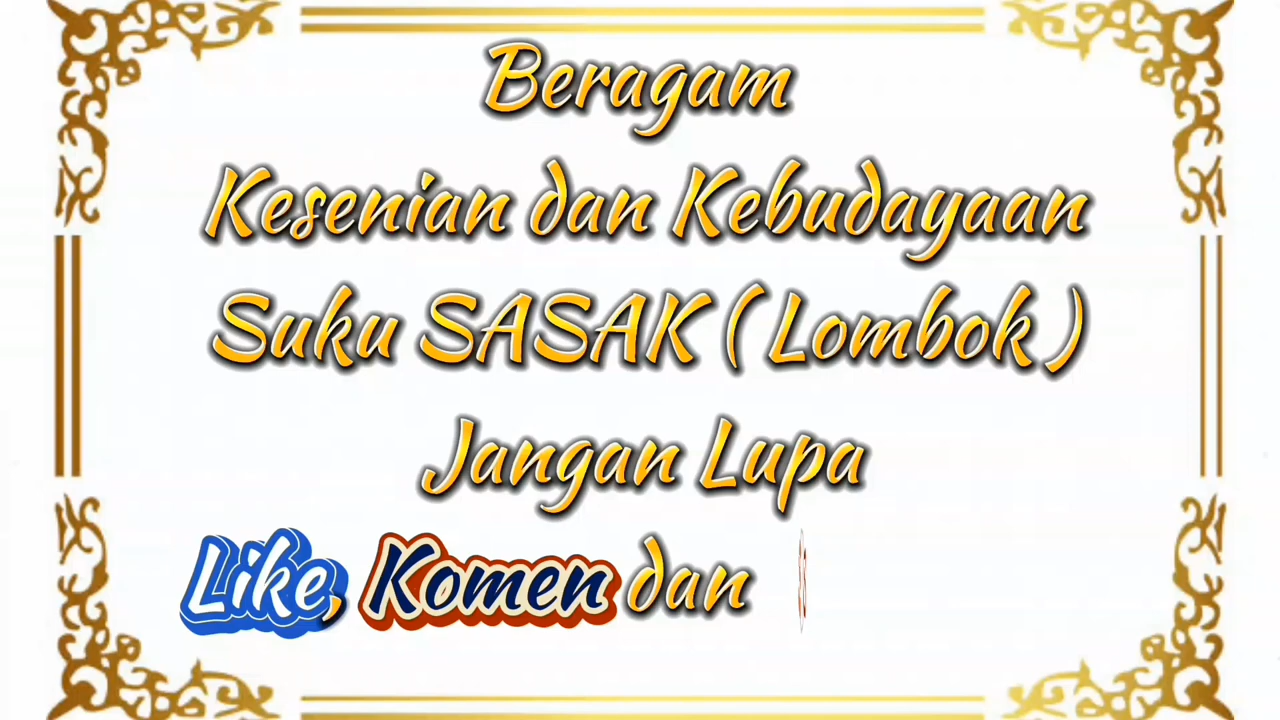 Beragam
Kesenian dan Kebudayaan
Suku SASAK ( Lombok )
Jangan Lupa
Like, Komen dan